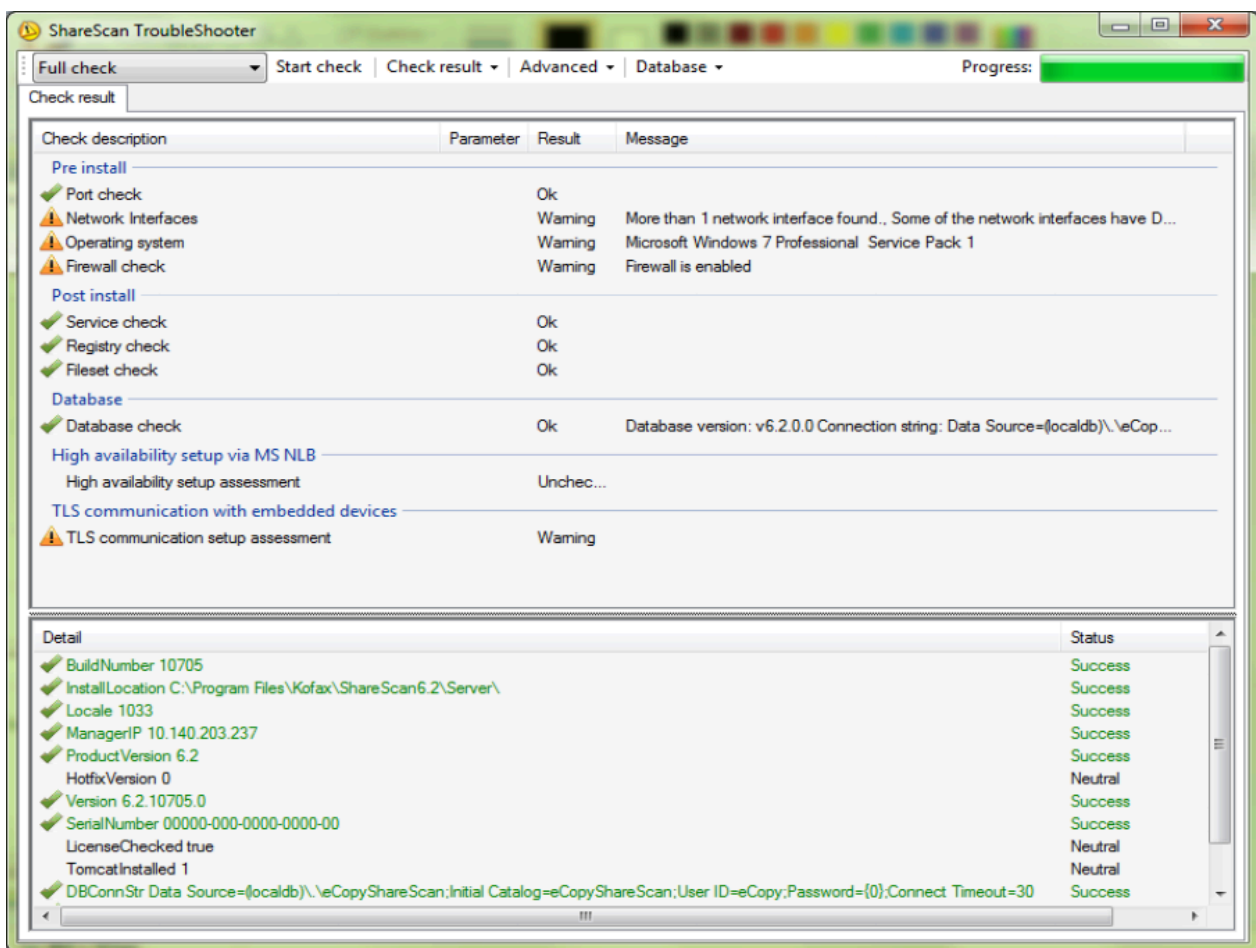 ShareScan TroubleShooter
Full check Start check Check result Advanced Database Progress:
Check result
Check description Parameter Result Message
Pre install
Port check Ok
Network Interfaces Warning More than 1 network interface found., Some of the network interfaces have D...
Operating system Warning Microsoft Windows 7 Professional Service Pack 1
Firewall check Warning Firewall is enabled
Post install
Service check Ok
Registry check Ok
Fileset check Ok
Database
Database check Ok Database version: v6.2.0.0 Connection string: Data Source=(localdb)\.\eCop...
High availability setup via MS NLB
High availability setup assessment Unchec...
TLS communication with embedded devices
TLS communication setup assessment Warning
Detail Status
BuildNumber 10705 Success
InstallLocation C:\Program Files\Kofax\ShareScan6.2\Server\ Success
Locale 1033 Success
ManagerIP 10.140.203.237 Success
ProductVersion 6.2 Success
HotfixVersion 0 Neutral
Version 6.2.10705.0 Success
SerialNumber 00000-000-0000-0000-00 Success
LicenseChecked true Neutral
TomcatInstalled 1 Neutral
DBConnStr Data Source=(localdb)\.\eCopyShareScan;Initial Catalog=eCopyShareScan;User ID=eCopy;Password={0};Connect Timeout=30 Success